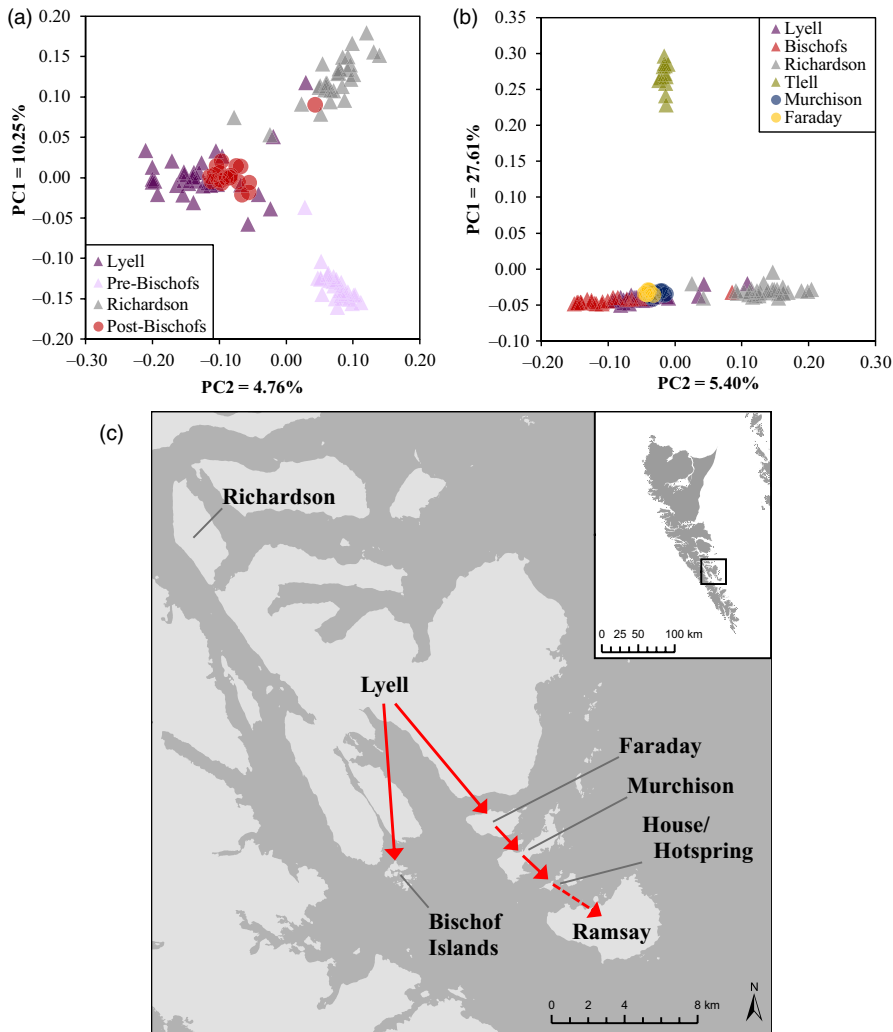 (a)
0.20
0.15
0.10
0.05
0.00
–0.05
–0.10
–0.15
–0.20
PC1 = 10.25%
Lyell
Pre-Bischofs
Richardson
Post-Bischofs
–0.30
–0.20
–0.10
0.00
0.10
0.20
PC2 = 4.76%
(b)
0.35
0.30
0.25
0.20
0.15
0.10
0.05
0.00
–0.05
–0.10
PC1 = 27.61%
Lyell
Bischofs
Richardson
Tlell
Murchison
Faraday
–0.20
–0.10
0.00
0.10
0.20
0.30
PC2 = 5.40%
(c)
Richardson
0 25 50 100 km
Lyell
Faraday
Murchison
House/
Hotspring
Bischof
Islands
Ramsay
0 2 4 6 8 km
N